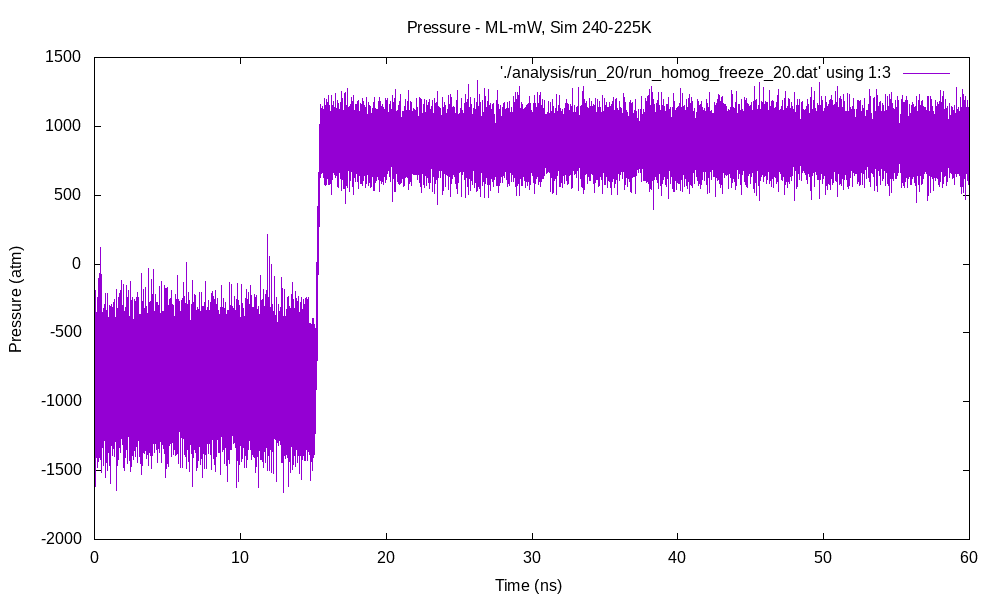 Pressure - ML-mW, Sim 240-225K
'./analysis/run_20/run_homog_freeze_20.dat' using 1:3
1500
1000
500
0
-500
-1000
-1500
-2000
Pressure (atm)
0 10 20 30 40 50 60
Time (ns)